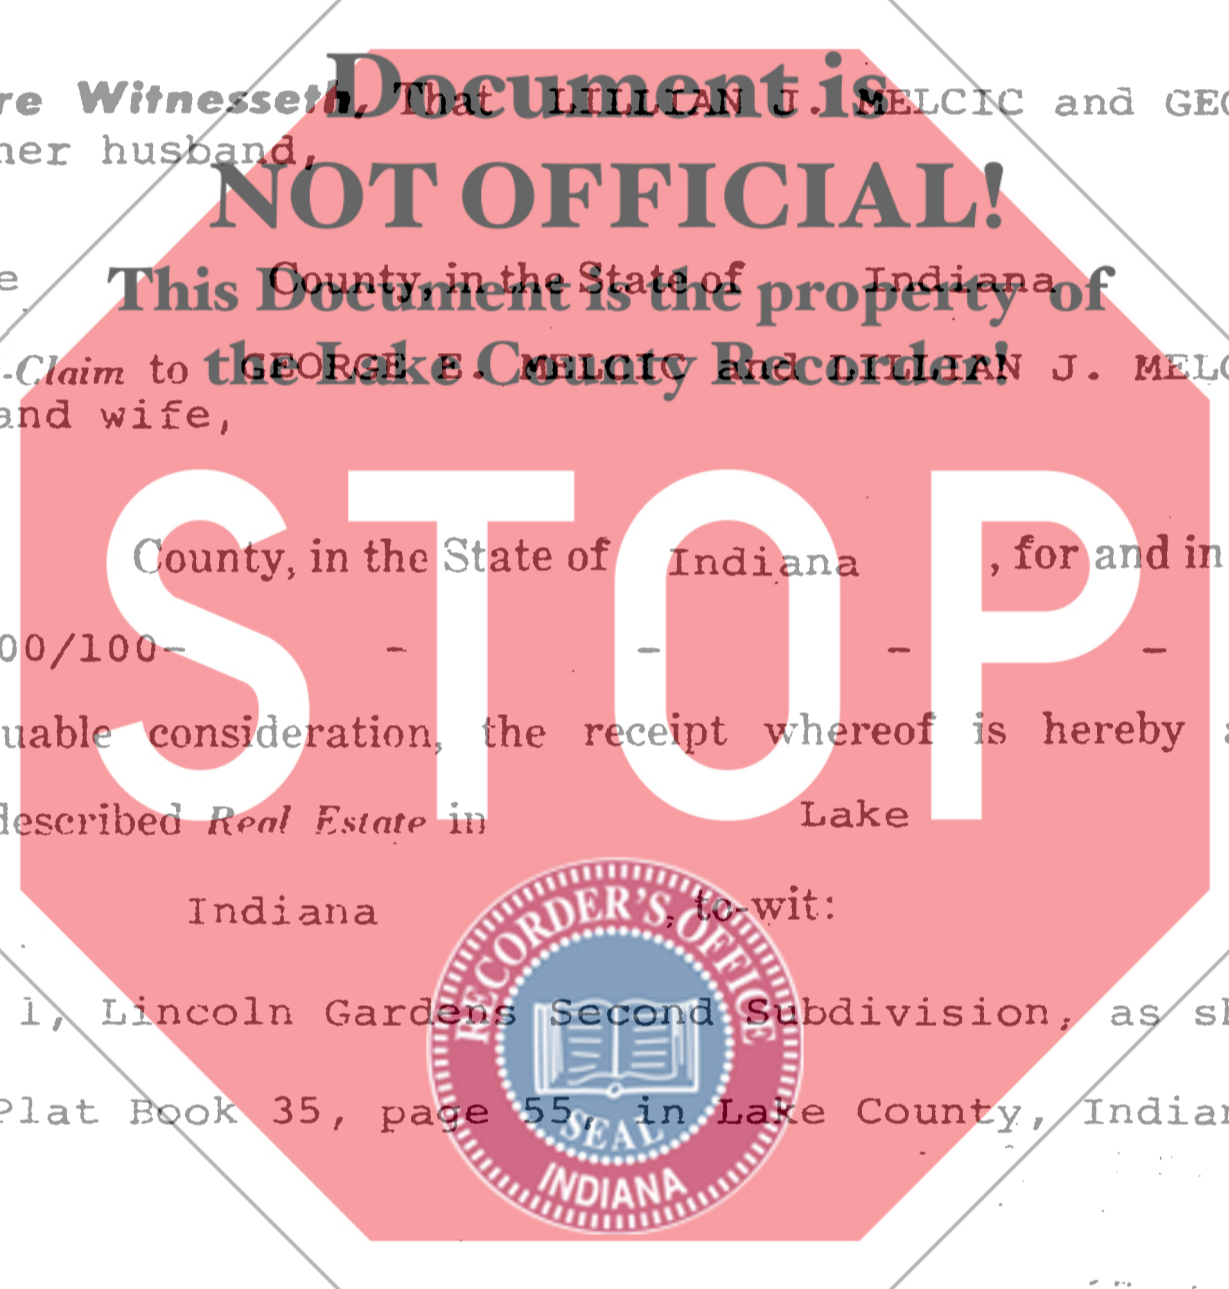 Document is
NOT OFFICIAL!
This Document is the property of
the Lake County Recorder!
STOP
RECORDER'S OFFICE
SEAL
INDIANA
re Witnesseth, That LILLIAN J. MELCIC and GEO
her husband,
e County, in the State of Indiana
-Claim to GEORGE E. MELCIC and LILLIAN J. MELC
and wife,
County, in the State of Indiana , for and in
00/100- - - - -
uable consideration, the receipt whereof is hereby a
described Real Estate in Lake
Indiana , to-wit:
1, Lincoln Gardens Second Subdivision, as sh
Plat Book 35, page 55, in Lake County, Indian